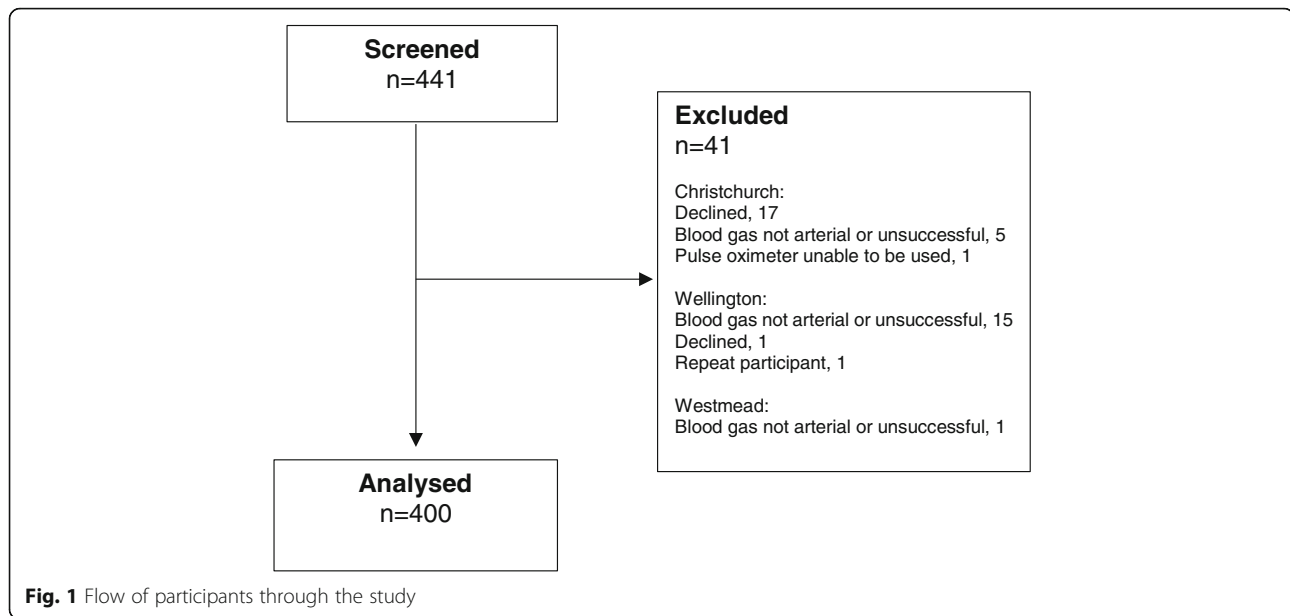 Screened
n=441
Excluded
n=41
Christchurch:
Declined, 17
Blood gas not arterial or unsuccessful, 5
Pulse oximeter unable to be used, 1
Wellington:
Blood gas not arterial or unsuccessful, 15
Declined, 1
Repeat participant, 1
Westmead:
Blood gas not arterial or unsuccessful, 1
Analysed
n=400
Fig. 1 Flow of participants through the study